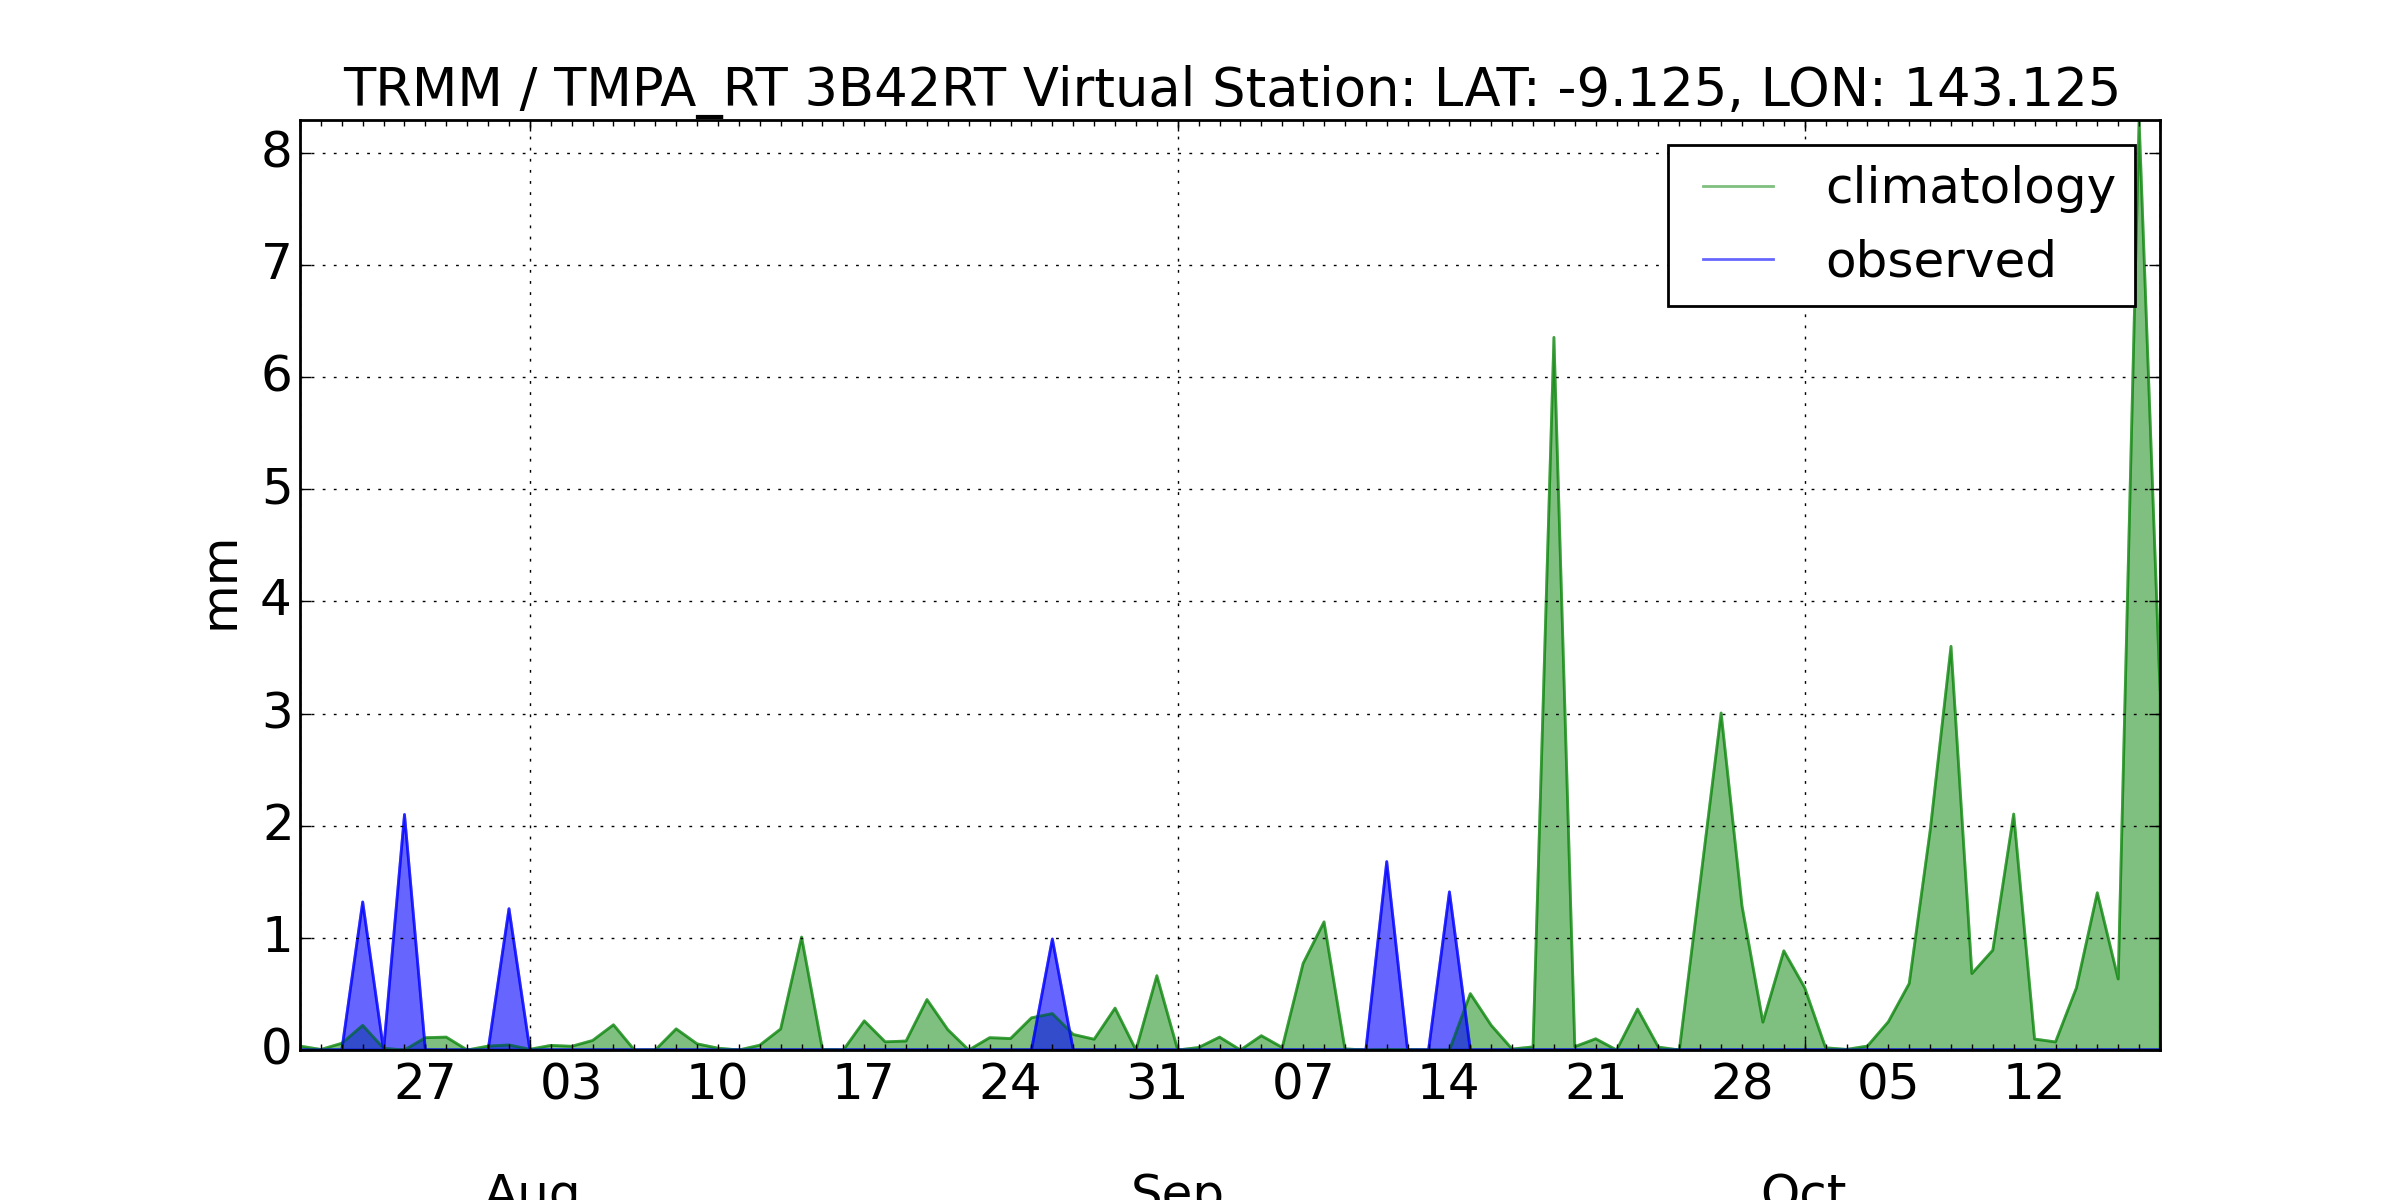 TRMM / TMPA_RT 3B42RT Virtual Station: LAT: -9.125, LON: 143.125
climatology
observed
8
7
6
5
4
3
2
1
0
mm
27 03 10 17 24 31 07 14 21 28 05 12
Aug Sep Oct